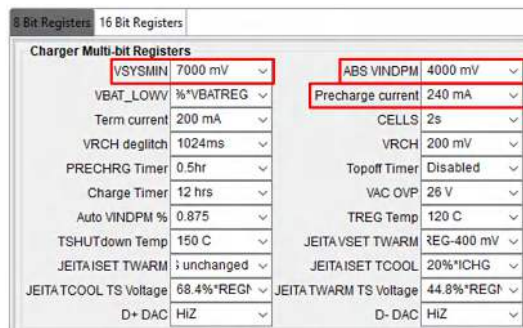 8 Bit Registers 16 Bit Registers
Charger Multi-bit Registers
VSYSMIN 7000 mV ABS VINDPM 4000 mV
VBAT_LOWV %*VBATREG Precharge current 240 mA
Term current 200 mA CELLS 2s
VRCH deglitch 1024ms VRCH 200 mV
PRECHRG Timer 0.5hr Topoff Timer Disabled
Charge Timer 12 hrs VAC OVP 26 V
Auto VINDPM % 0.875 TREG Temp 120 C
TSHUTdown Temp 150 C JEITA VSET TWARM REG-400 mV
JEITA ISET TWARM unchanged JEITA ISET TCOOL 20%*ICHG
JEITA TCOOL TS Voltage 68.4%*REGN JEITA TWARM TS Voltage 44.8%*REGN
D+ DAC HiZ D- DAC HiZ